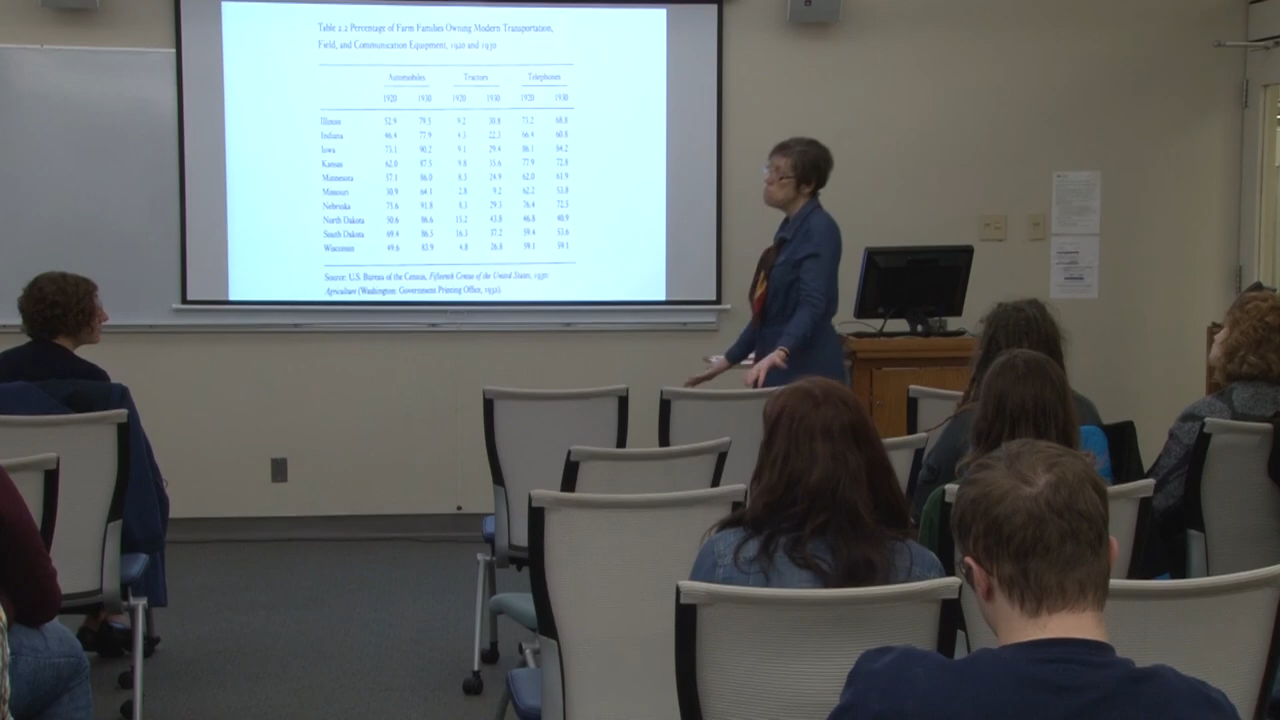 Table 2.2 Percentage of Farm Families Owning Modern Transportation,
Field, and Communication Equipment, 1920 and 1930
Automobiles Tractors Telephones
1920 1930 1920 1930 1920 1930
Illinois 52.9 79.5 9.2 30.8 73.2 68.8
Indiana 46.4 77.9 4.3 22.3 66.4 60.8
Iowa 73.1 90.2 9.1 29.4 86.1 84.2
Kansas 62.0 87.5 9.8 33.6 77.9 72.8
Minnesota 57.1 86.0 8.3 24.9 62.0 61.9
Missouri 30.9 64.1 2.8 9.2 62.2 53.8
Nebraska 75.6 91.8 8.3 29.3 76.4 72.5
North Dakota 50.6 86.6 15.2 43.8 46.8 40.9
South Dakota 69.4 86.5 16.3 37.2 59.4 53.6
Wisconsin 49.6 83.9 4.8 26.8 59.1 59.1
Source: U.S. Bureau of the Census, Fifteenth Census of the United States, 1930:
Agriculture (Washington: Government Printing Office, 1932).